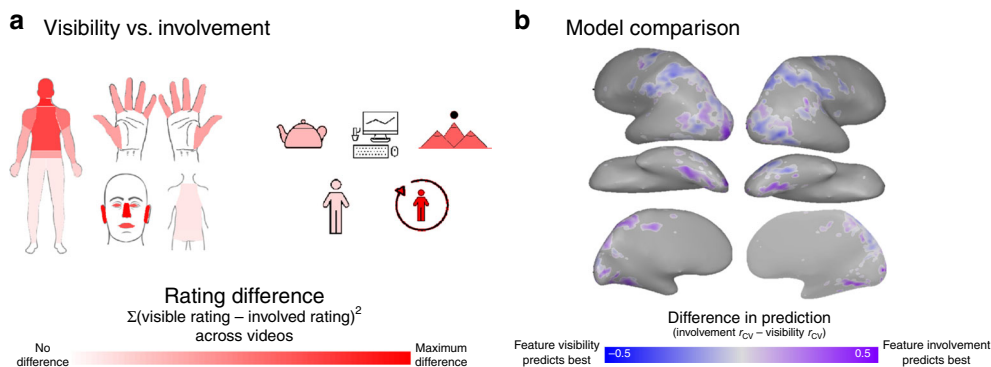 a Visibility vs. involvement
Rating difference
Σ(visible rating – involved rating)²
across videos
No
difference
Maximum
difference
b Model comparison
Difference in prediction
(involvement rCV – visibility rCV)
Feature visibility
predicts best
–0.5
0.5
Feature involvement
predicts best